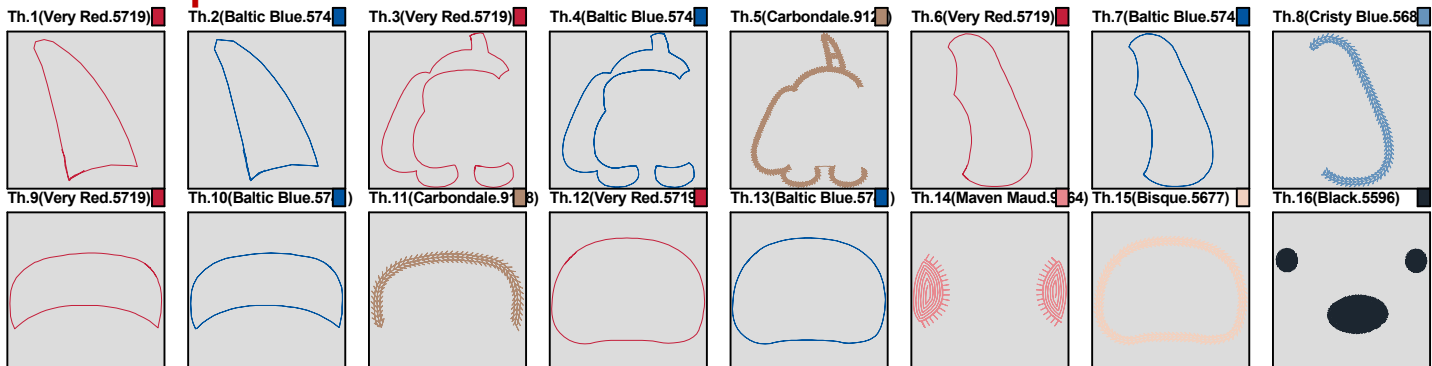 Th.1(Very Red.5719)
Th.2(Baltic Blue.574
Th.3(Very Red.5719)
Th.4(Baltic Blue.574
Th.5(Carbondale.912 )
Th.6(Very Red.5719)
Th.7(Baltic Blue.574
Th.8(Cristy Blue.568
Th.9(Very Red.5719)
Th.10(Baltic Blue.57 )
Th.11(Carbondale.91 8)
Th.12(Very Red.5719
Th.13(Baltic Blue.57 )
Th.14(Maven Maud.9 64)
Th.15(Bisque.5677)
Th.16(Black.5596)